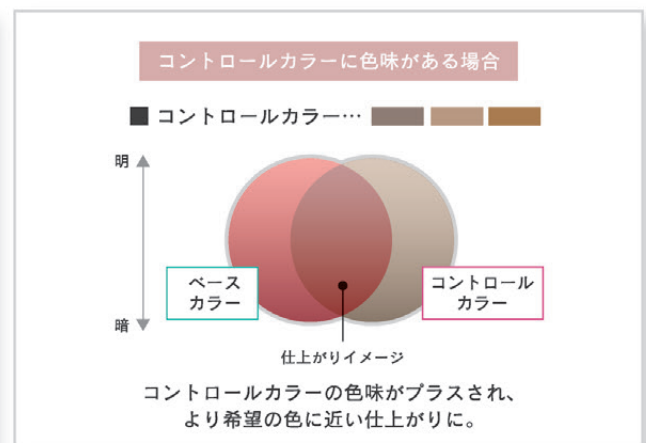 コントロールカラーに色味がある場合
■ コントロールカラー…
明
ベース
カラー
コントロール
カラー
暗
仕上がりイメージ
コントロールカラーの色味がプラスされ、
より希望の色に近い仕上がりに。